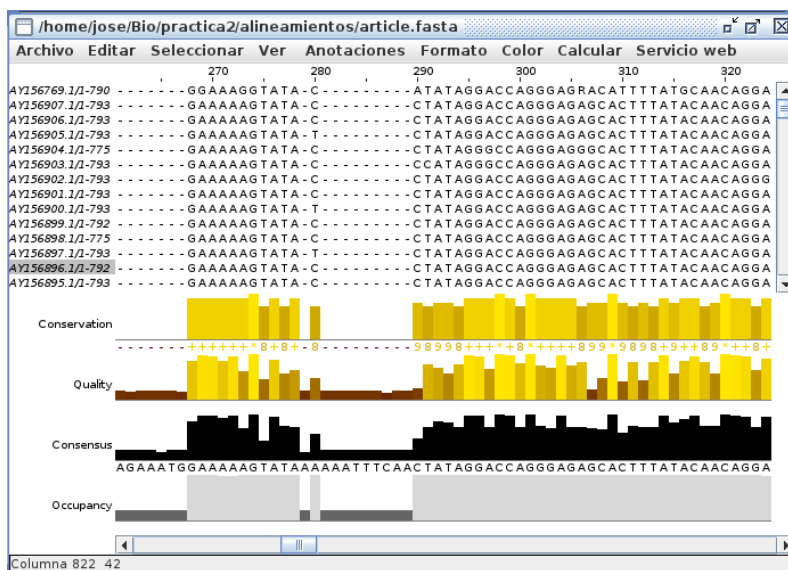 /home/jose/Bio/practica2/alineamientos/article.fasta
Archivo Editar Seleccionar Ver Anotaciones Formato Color Calcular Servicio web
270 280 290 300 310 320
AY156769.1/1-790 -------GGAAAGGTATA-C---------ATATAGGACCAGGGAGRACATTTTATGCAACAGGA
AY156907.1/1-793 -------GAAAAAGTATA-C---------CTATAGGACCAGGGAGAGCACTTTATACAACAGGA
AY156906.1/1-793 -------GAAAAAGTATA-C---------CTATAGGACCAGGGAGAGCACTTTATACAACAGGA
AY156905.1/1-793 -------GAAAAAGTATA-T---------CTATAGGACCAGGGAGAGCACTTTATACAACAGGA
AY156904.1/1-775 -------GAAAAAGTATA-C---------CTATAGGGCCAGGGAGGGCACTTTATACAACAGGA
AY156903.1/1-793 -------GAAAAAGTATA-C---------CCATAGGGCCAGGGAGAGCACTTTATACAACAGGA
AY156902.1/1-793 -------GAAAAAGTATA-C---------CTATAGGACCAGGGAGAGCACTTTATACAACAGGG
AY156901.1/1-793 -------GAAAAAGTATA-C---------CTATAGGACCAGGGAGAGCACTTTATACAACAGGA
AY156900.1/1-793 -------GAAAAAGTATA-T---------CTATAGGACCAGGGAGAGCACTTTATACAACAGGA
AY156899.1/1-792 -------GAAAAAGTATA-C---------CTATAGGACCAGGGAGAGCACTTTATACAACAGGA
AY156898.1/1-775 -------GAAAAAGTATA-C---------CTATAGGACCAGGGAGAGCACTTTATACAACAGGA
AY156897.1/1-793 -------GAAAAAGTATA-T---------CTATAGGACCAGGGAGAGCACTTTATACAACAGGA
AY156896.1/1-792 -------GAAAAAGTATA-C---------CTATAGGACCAGGGAGAGCACTTTATACAACAGGA
AY156895.1/1-793 -------GAAAAAGTATA-C---------CTATAGGACCAGGGAGAGCACTTTATACAACAGGA
Conservation
-------++++++*8+8+-8---------98998+++*+8*++++899*9898+9++89*++8+
Quality
Consensus
AGAAATGGAAAAAGTATAAAAAATTTCAACTATAGGACCAGGGAGAGCACTTTATACAACAGGA
Occupancy
Columna 822 42